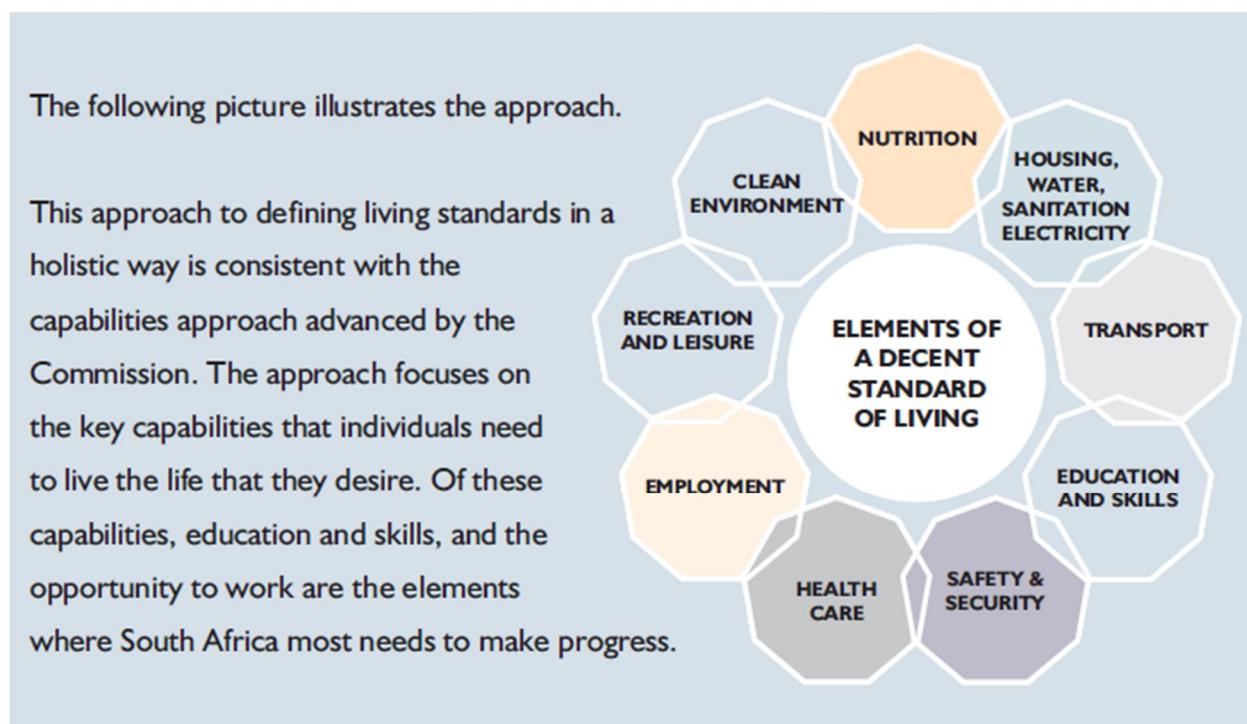 The following picture illustrates the approach.
This approach to defining living standards in a
holistic way is consistent with the
capabilities approach advanced by the
Commission. The approach focuses on
the key capabilities that individuals need
to live the life that they desire. Of these
capabilities, education and skills, and the
opportunity to work are the elements
where South Africa most needs to make progress.
NUTRITION
HOUSING,
WATER,
SANITATION
ELECTRICITY
TRANSPORT
EDUCATION
AND SKILLS
SAFETY &
SECURITY
HEALTH
CARE
EMPLOYMENT
RECREATION
AND LEISURE
CLEAN
ENVIRONMENT
ELEMENTS OF
A DECENT
STANDARD
OF LIVING